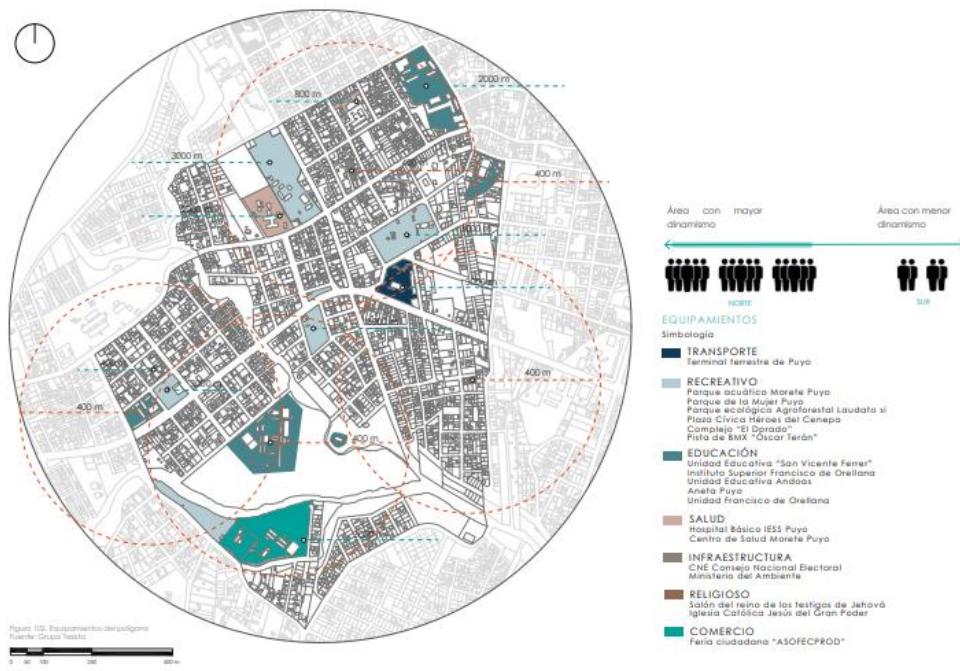 2000 m
800 m
3000 m
400 m
400 m
400 m
400 m
Área con mayor dinamismo
Área con menor dinamismo
NORTE
SUR
EQUIPAMIENTOS
Simbología
TRANSPORTE
Terminal terrestre de Puyo
RECREATIVO
Parque acuático Morete Puyo
Parque de la Mujer Puyo
Parque ecológico Agroforestal Laudato si
Plaza Cívica Héroes del Cenepa
Complejo "El Dorado"
Pista de BMX "Óscar Terán"
EDUCACIÓN
Unidad Educativa "San Vicente Ferrer"
Instituto Superior Francisco de Orellana
Unidad Educativa Andoas
Aneta Puyo
Unidad Francisco de Orellana
SALUD
Hospital Básico IESS Puyo
Centro de Salud Morete Puyo
INFRAESTRUCTURA
CNE Consejo Nacional Electoral
Ministerio del Ambiente
RELIGIOSO
Salón del reino de los testigos de Jehová
Iglesia Católica Jesús del Gran Poder
COMERCIO
Feria ciudadana "ASOFECPROD"
Figura 102: Equipamientos del polígono
Fuente: Grupo Tesista